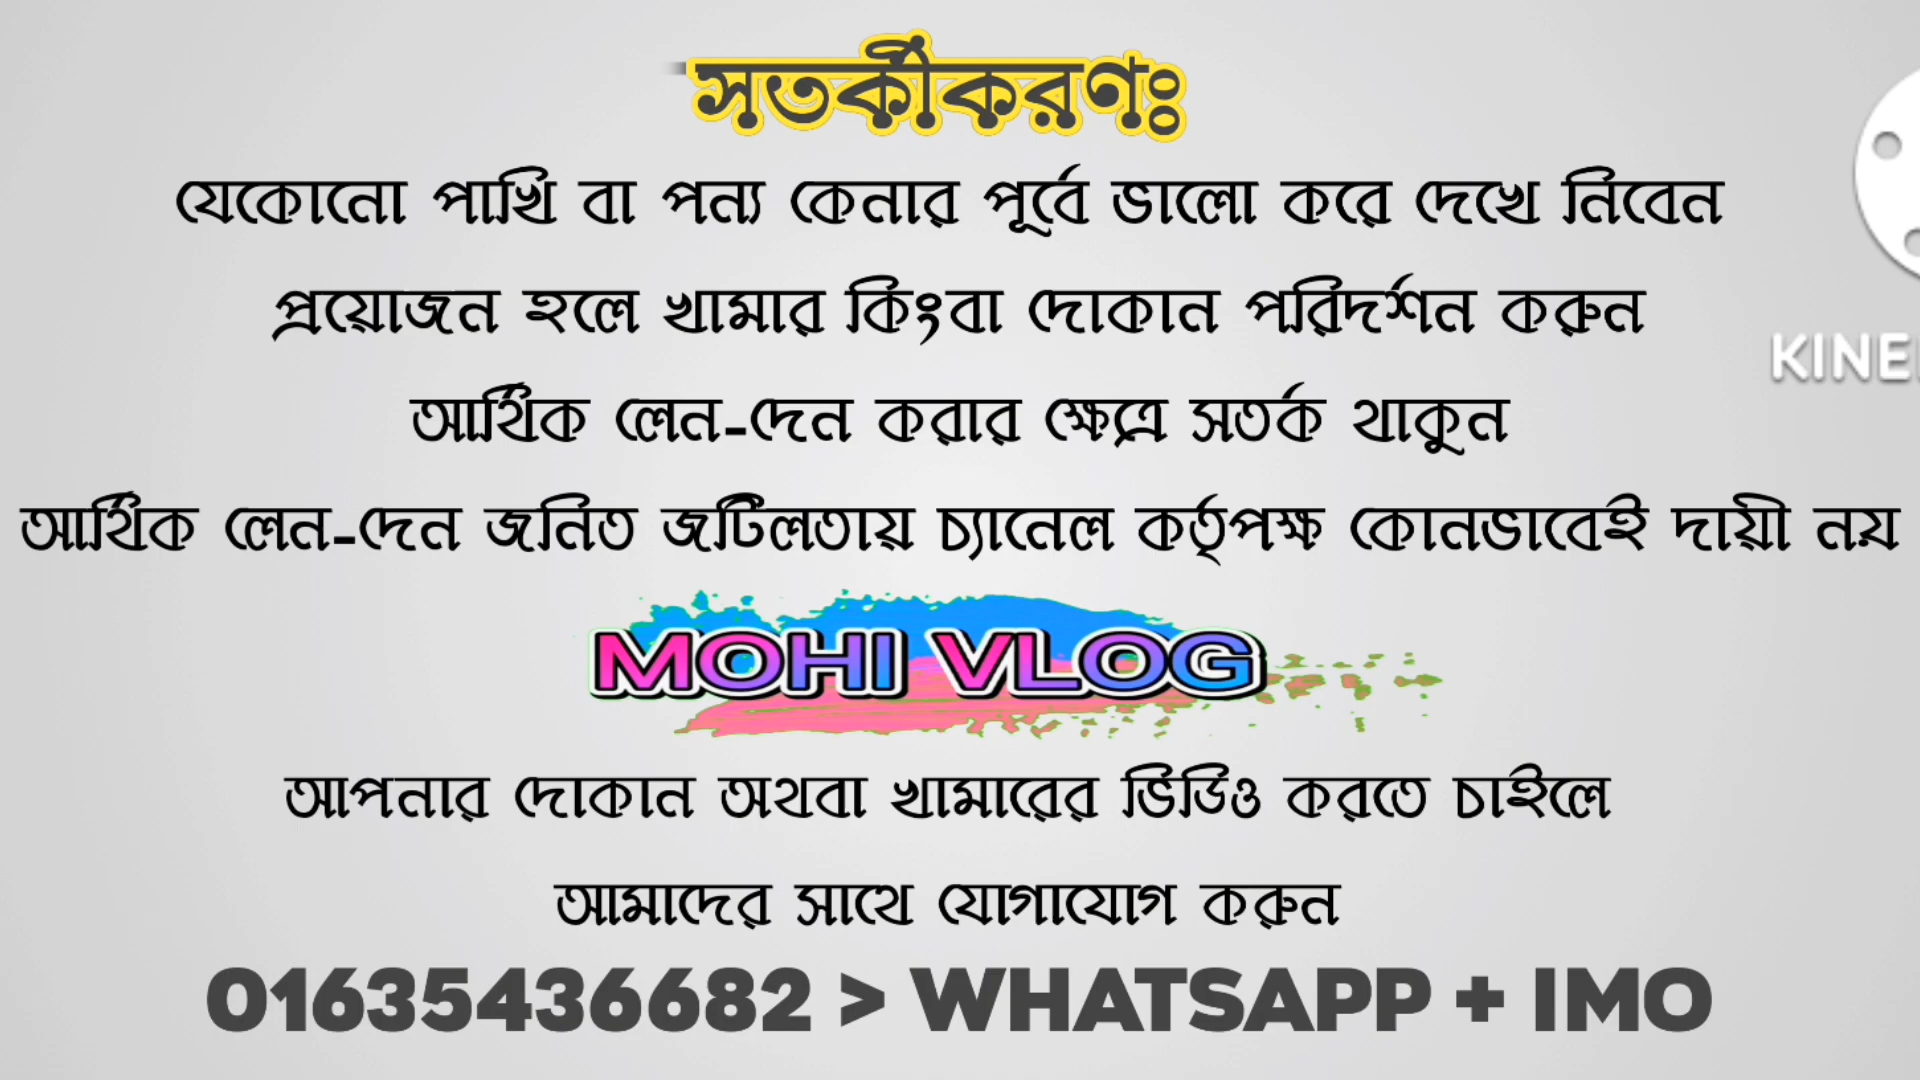 সতর্কীকরণঃ
যেকোনো পাখি বা পন্য কেনার পূর্বে ভালো করে দেখে নিবেন
প্রয়োজন হলে খামার কিংবা দোকান পরিদর্শন করুন
KINE
আর্থিক লেন-দেন করার ক্ষেত্রে সতর্ক থাকুন
আর্থিক লেন-দেন জনিত জটিলতায় চ্যানেল কর্তৃপক্ষ কোনভাবেই দায়ী নয়
MOHI VLOG
আপনার দোকান অথবা খামারের ভিডিও করতে চাইলে
আমাদের সাথে যোগাযোগ করুন
01635436682 > WHATSAPP + IMO